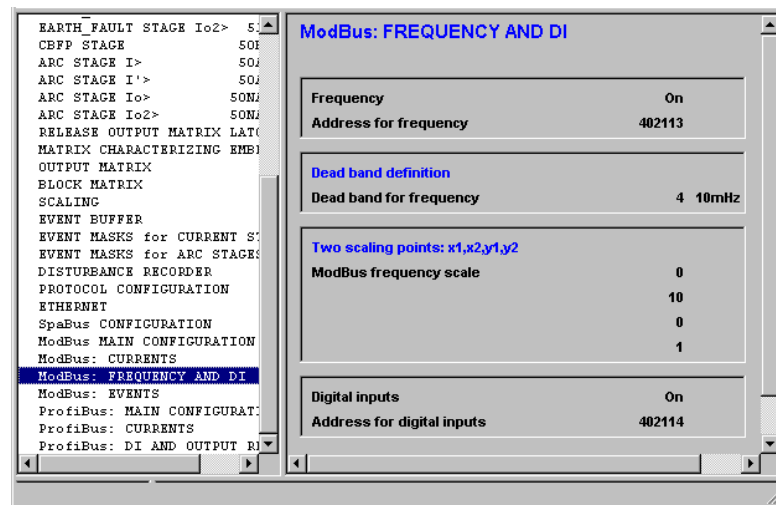 EARTH_FAULT STAGE Io2>
CBFP STAGE
ARC STAGE I>
ARC STAGE I'>
ARC STAGE Io>
ARC STAGE Io2>
RELEASE OUTPUT MATRIX
MATRIX CHARACTERIZING
OUTPUT MATRIX
BLOCK MATRIX
SCALING
EVENT BUFFER
EVENT MASKS for CURRENT
EVENT MASKS for ARC STAGES
DISTURBANCE RECORDER
PROTOCOL CONFIGURATION
ETHERNET
SpaBus CONFIGURATION
ModBus MAIN CONFIGURATION
ModBus: CURRENTS
ModBus: FREQUENCY AND DI
ModBus: EVENTS
ProfiBus: MAIN
ProfiBus: CURRENTS
ProfiBus: DI AND OUTPUT
ModBus: FREQUENCY AND DI
Frequency On
Address for frequency 402113
Dead band definition
Dead band for frequency 4 10mHz
Two scaling points: x1,x2,y1,y2
ModBus frequency scale 0
10
0
1
Digital inputs On
Address for digital inputs 402114